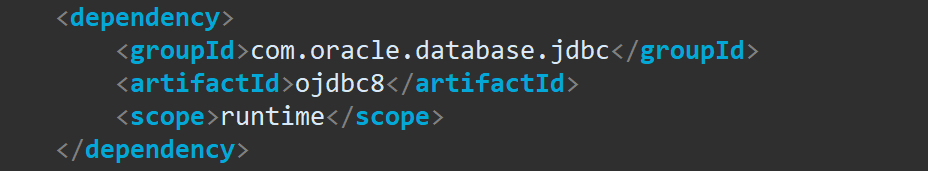 <dependency>
    <groupId>com.oracle.database.jdbc</groupId>
    <artifactId>ojdbc8</artifactId>
    <scope>runtime</scope>
</dependency>